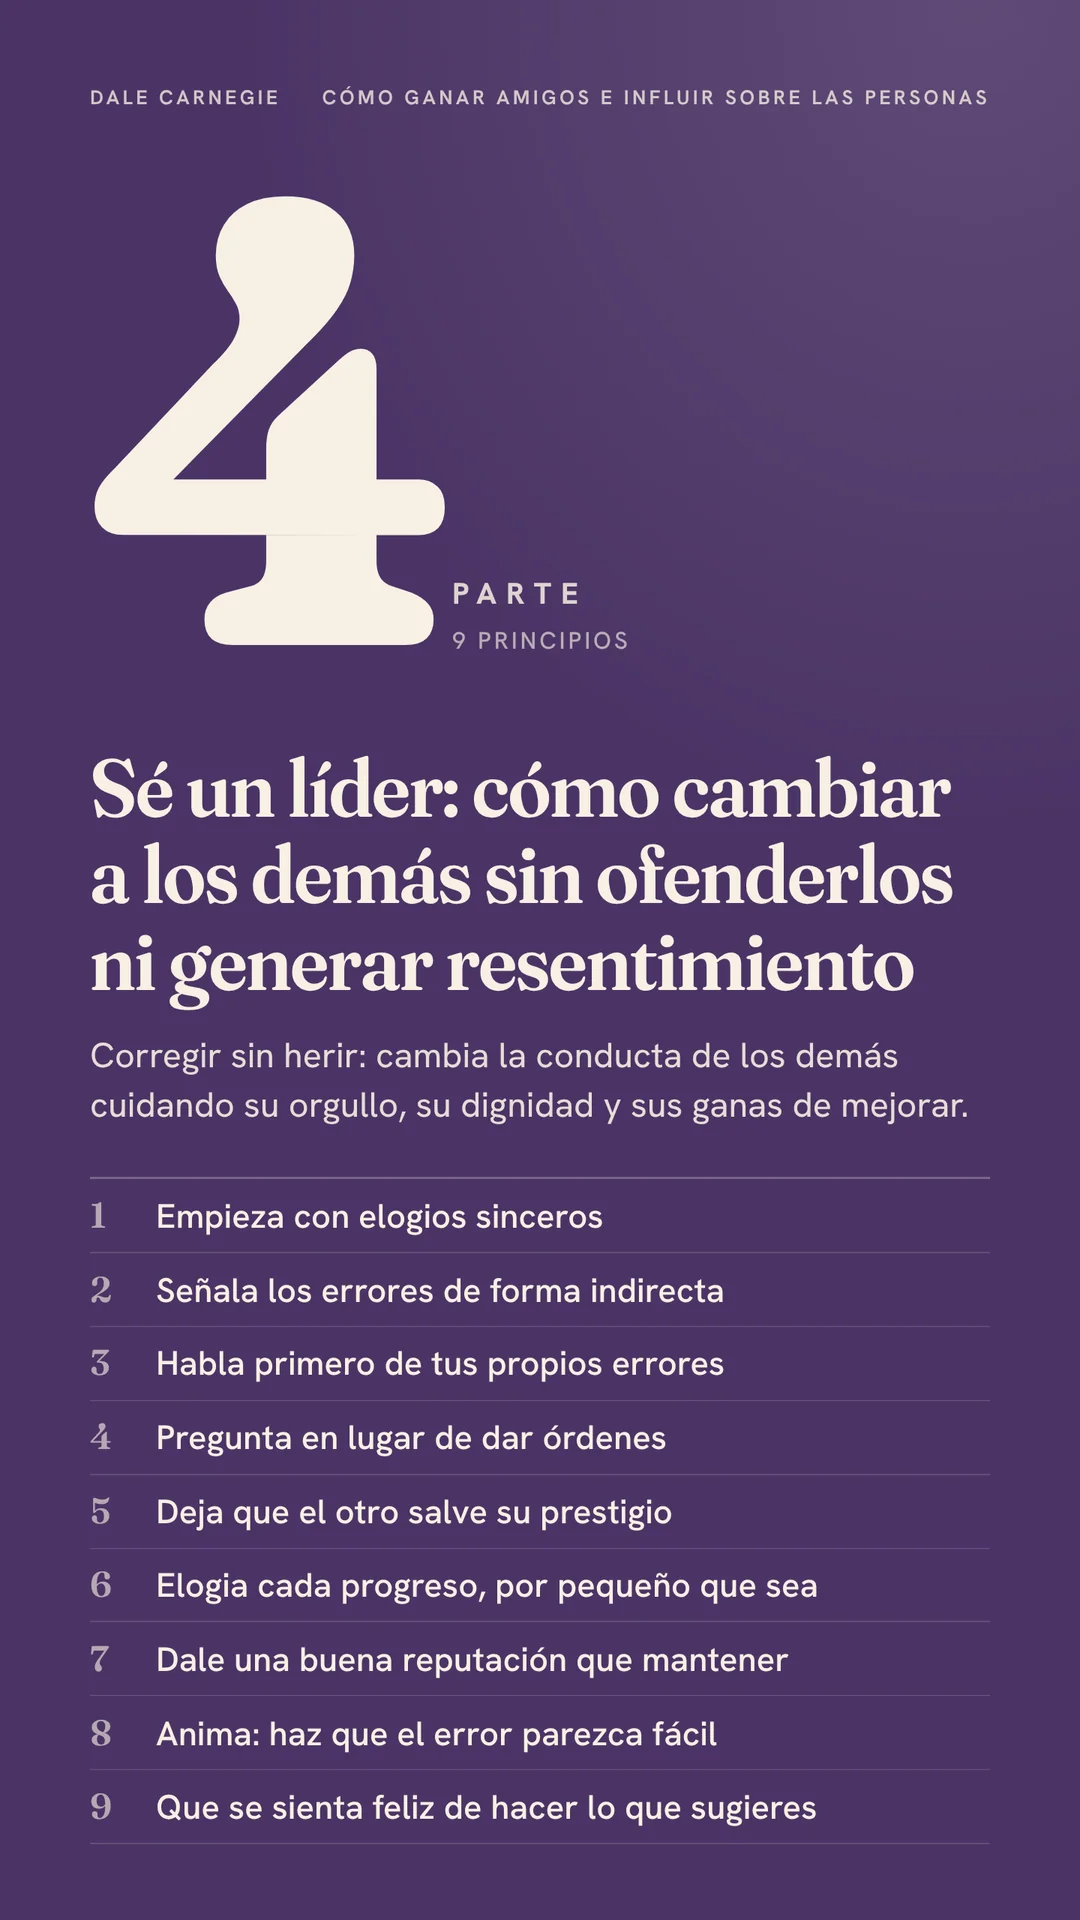 DALE CARNEGIE CÓMO GANAR AMIGOS E INFLUIR SOBRE LAS PERSONAS
4
PARTE
9 PRINCIPIOS
Sé un líder: cómo cambiar
a los demás sin ofenderlos
ni generar resentimiento
Corregir sin herir: cambia la conducta de los demás
cuidando su orgullo, su dignidad y sus ganas de mejorar.
1 Empieza con elogios sinceros
2 Señala los errores de forma indirecta
3 Habla primero de tus propios errores
4 Pregunta en lugar de dar órdenes
5 Deja que el otro salve su prestigio
6 Elogia cada progreso, por pequeño que sea
7 Dale una buena reputación que mantener
8 Anima: haz que el error parezca fácil
9 Que se sienta feliz de hacer lo que sugieres